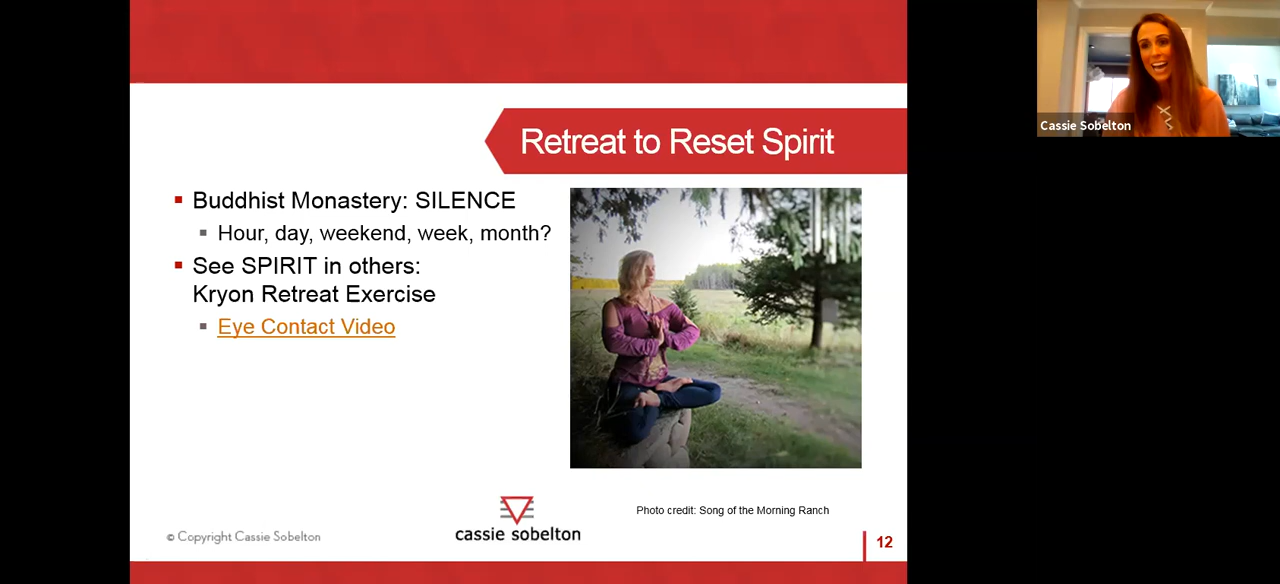 Cassie Sobelton
Retreat to Reset Spirit
Buddhist Monastery: SILENCE
Hour, day, weekend, week, month?
See SPIRIT in others:
Kryon Retreat Exercise
Eye Contact Video
Photo credit: Song of the Morning Ranch
cassie sobelton
© Copyright Cassie Sobelton
12